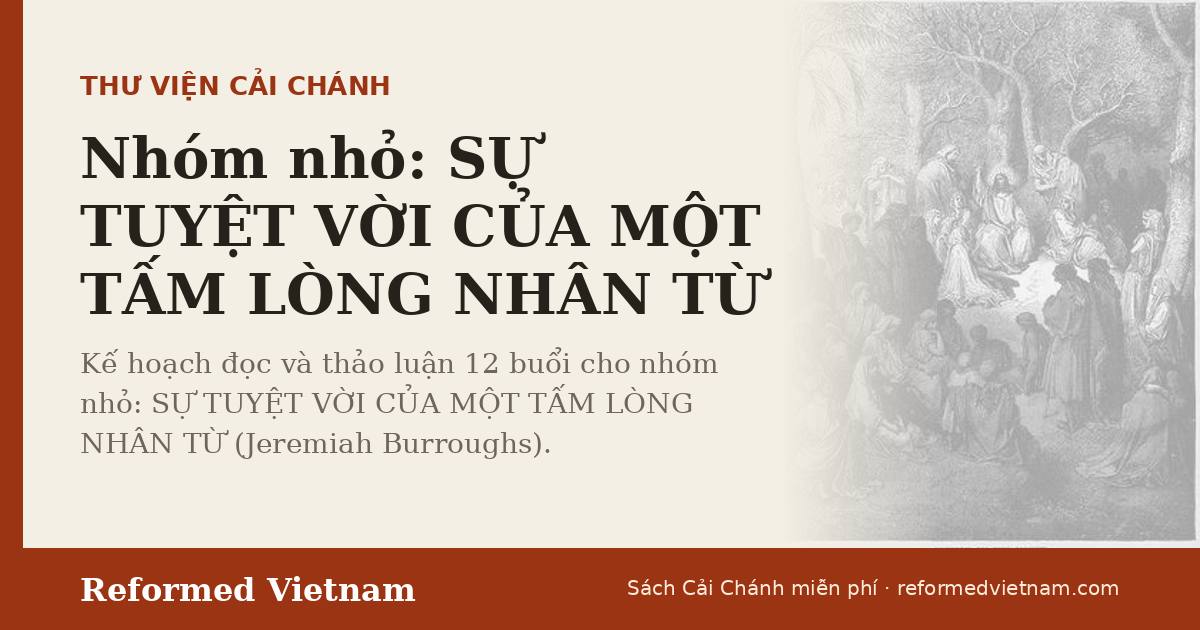 THƯ VIỆN CẢI CHÁNH
Nhóm nhỏ: SỰ
TUYỆT VỜI CỦA MỘT
TẤM LÒNG NHÂN TỪ
Kế hoạch đọc và thảo luận 12 buổi cho nhóm
nhỏ: SỰ TUYỆT VỜI CỦA MỘT TẤM LÒNG
NHÂN TỪ (Jeremiah Burroughs).
Reformed Vietnam
Sách Cải Chánh miễn phí · reformedvietnam.com